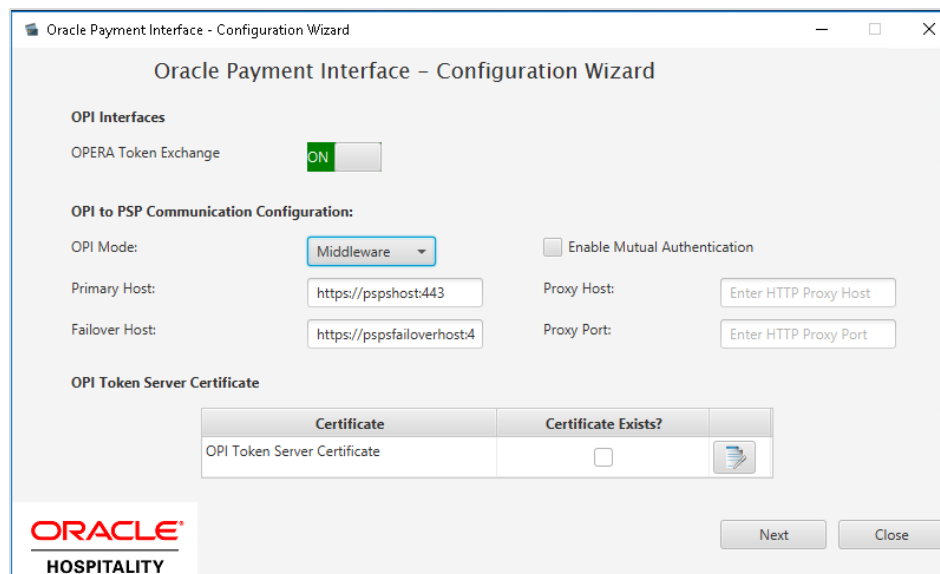 Oracle Payment Interface - Configuration Wizard
Oracle Payment Interface – Configuration Wizard
OPI Interfaces
OPERA Token Exchange ON
OPI to PSP Communication Configuration:
OPI Mode: Middleware Enable Mutual Authentication
Primary Host: https://pspshost:443 Proxy Host: Enter HTTP Proxy Host
Failover Host: https://pspsfailoverhost:4 Proxy Port: Enter HTTP Proxy Port
OPI Token Server Certificate
Certificate Certificate Exists?
OPI Token Server Certificate
Next Close
ORACLE®
HOSPITALITY